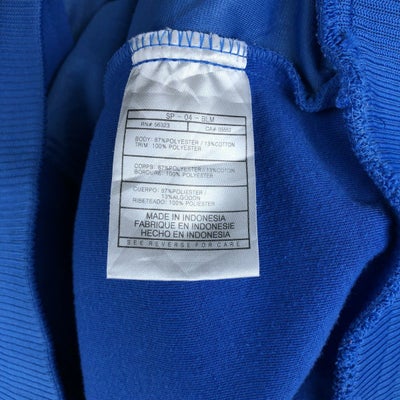 SP - 04 - BLM
RN# 56323 CA# 05553
BODY: 87%POLYESTER / 13%COTTON
TRIM: 100% POLYESTER
CORPS: 87%POLYESTER / 13%COTON
BORDURE: 100% POLYESTER
CUERPO: 87%POLIESTER /
13%ALGODON
RIBETEADO: 100% POLIESTER
MADE IN INDONESIA
FABRIQUE EN INDONESIE
HECHO EN INDONESIA
SEE REVERSE FOR CARE